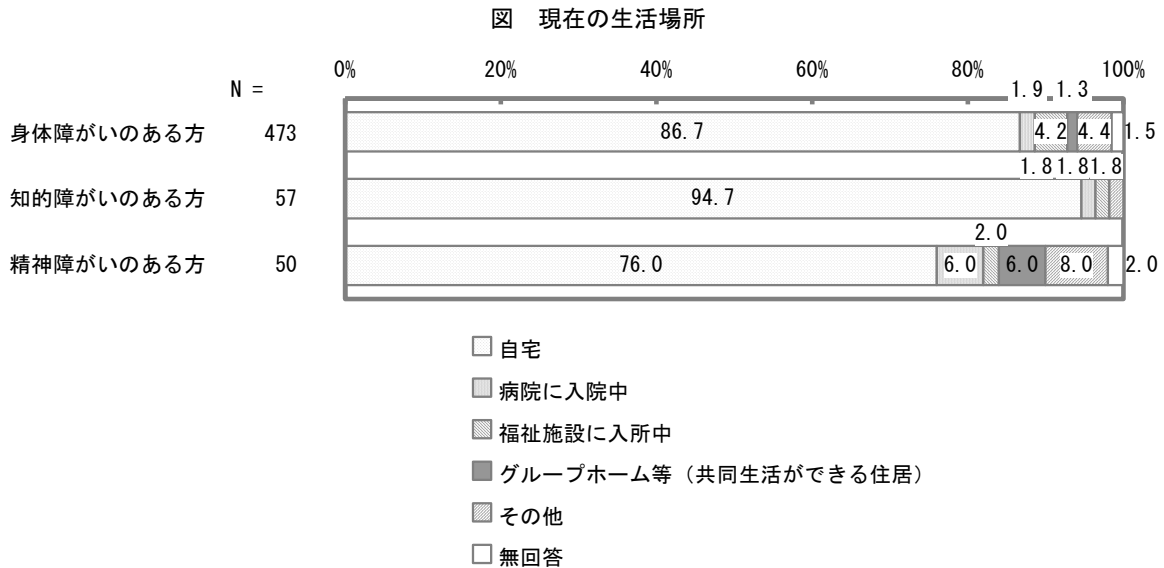 図　現在の生活場所
0% 20% 40% 60% 80% 100%
N =
1.9 1.3
身体障がいのある方 473 86.7 4.2 4.4 1.5
1.8 1.8 1.8
知的障がいのある方 57 94.7
2.0
精神障がいのある方 50 76.0 6.0 6.0 8.0 2.0
自宅
病院に入院中
福祉施設に入所中
グループホーム等（共同生活ができる住居）
その他
無回答